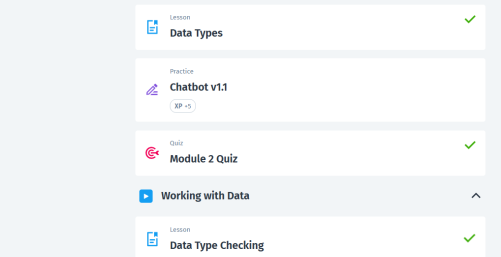 Lesson
Data Types
Practice
Chatbot v1.1
XP +5
Quiz
Module 2 Quiz
Working with Data
Lesson
Data Type Checking